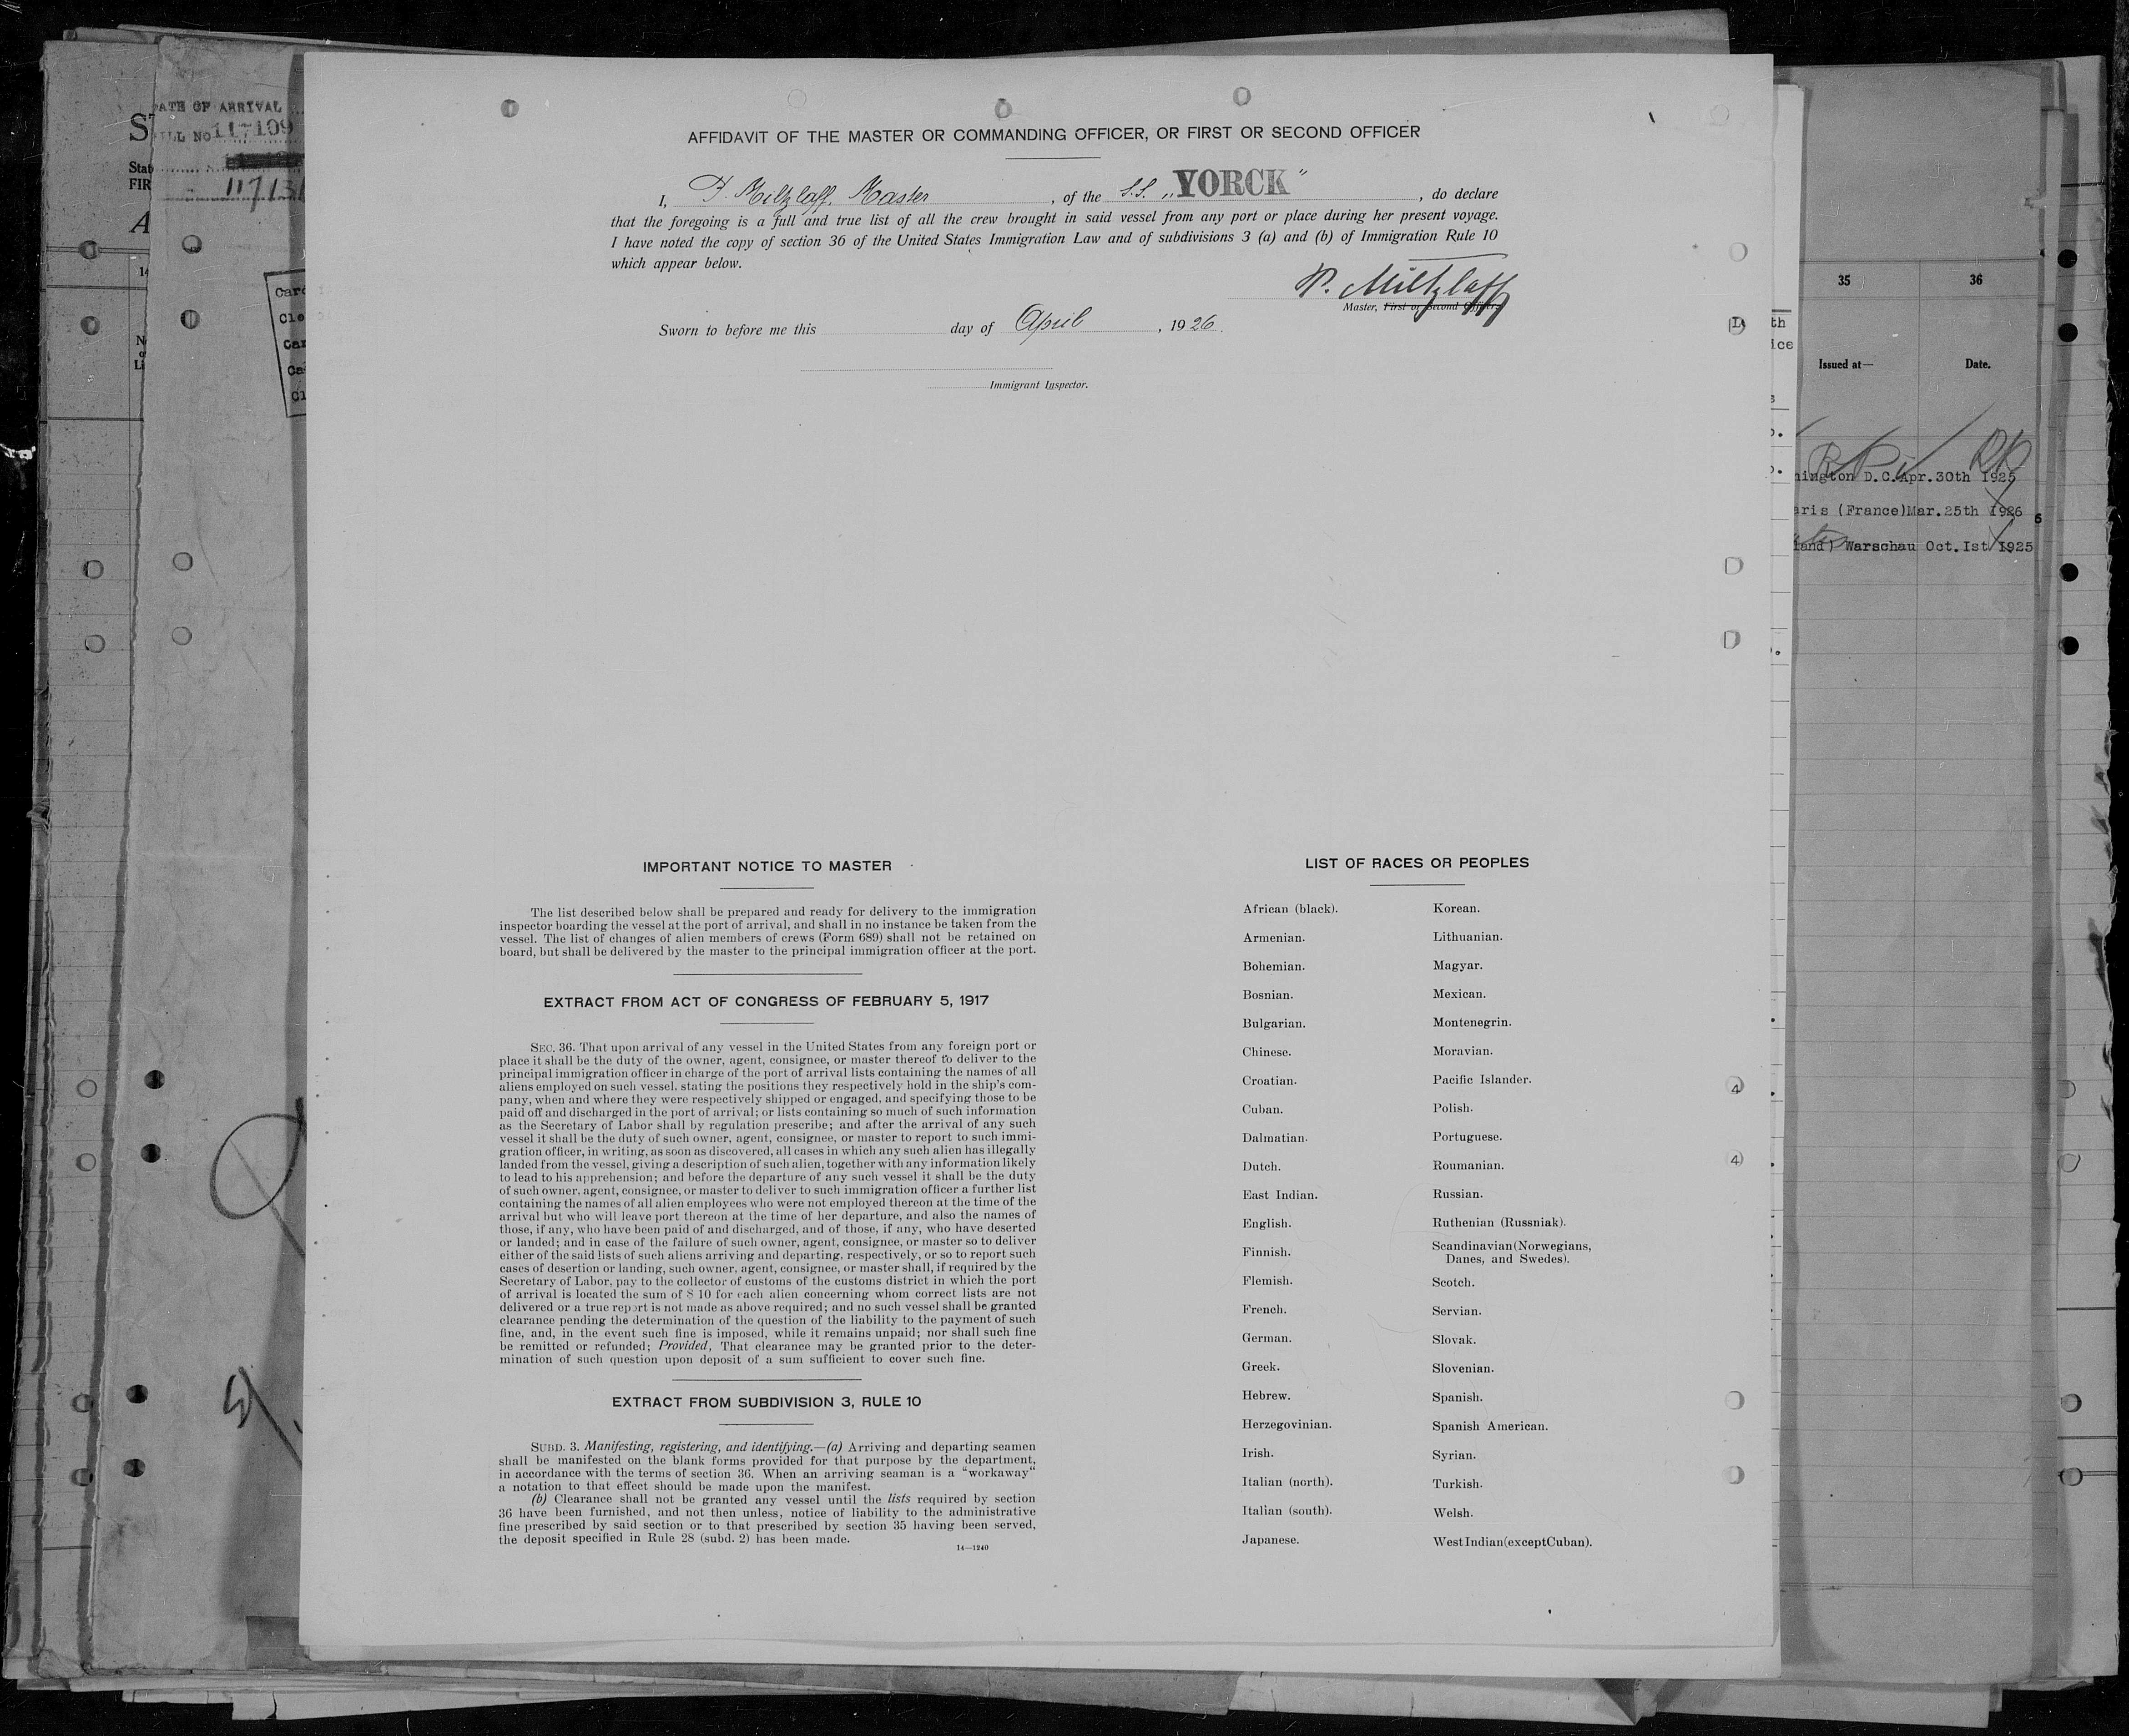 AFFIDAVIT OF THE MASTER OR COMMANDING OFFICER, OR FIRST OR SECOND OFFICER
I, P. Miltzlaff, Master, of the S.S. „YORCK", do declare
that the foregoing is a full and true list of all the crew brought in said vessel from any port or place during her present voyage.
I have noted the copy of section 36 of the United States Immigration Law and of subdivisions 3 (a) and (b) of Immigration Rule 10
which appear below.
P. Miltzlaff
Master, First or Second Officer.
Sworn to before me this day of April, 1926.
Immigrant Inspector.
IMPORTANT NOTICE TO MASTER
The list described below shall be prepared and ready for delivery to the immigration
inspector boarding the vessel at the port of arrival, and shall in no instance be taken from the
vessel. The list of changes of alien members of crews (Form 689) shall not be retained on
board, but shall be delivered by the master to the principal immigration officer at the port.
EXTRACT FROM ACT OF CONGRESS OF FEBRUARY 5, 1917
SEC. 36. That upon arrival of any vessel in the United States from any foreign port or
place it shall be the duty of the owner, agent, consignee, or master thereof to deliver to the
principal immigration officer in charge of the port of arrival lists containing the names of all
aliens employed on such vessel, stating the positions they respectively hold in the ship's com-
pany, when and where they were respectively shipped or engaged, and specifying those to be
paid off and discharged in the port of arrival; or lists containing so much of such information
as the Secretary of Labor shall by regulation prescribe; and after the arrival of any such
vessel it shall be the duty of such owner, agent, consignee, or master to report to such immi-
gration officer, in writing, as soon as discovered, all cases in which any such alien has illegally
landed from the vessel, giving a description of such alien, together with any information likely
to lead to his apprehension; and before the departure of any such vessel it shall be the duty
of such owner, agent, consignee, or master to deliver to such immigration officer a further list
containing the names of all alien employees who were not employed thereon at the time of the
arrival but who will leave port thereon at the time of her departure, and also the names of
those, if any, who have been paid of and discharged, and of those, if any, who have deserted
or landed; and in case of the failure of such owner, agent, consignee, or master so to deliver
either of the said lists of such aliens arriving and departing, respectively, or so to report such
cases of desertion or landing, such owner, agent, consignee, or master shall, if required by the
Secretary of Labor, pay to the collector of customs of the customs district in which the port
of arrival is located the sum of $ 10 for each alien concerning whom correct lists are not
delivered or a true report is not made as above required; and no such vessel shall be granted
clearance pending the determination of the question of the liability to the payment of such
fine, and, in the event such fine is imposed, while it remains unpaid; nor shall such fine
be remitted or refunded; Provided, That clearance may be granted prior to the deter-
mination of such question upon deposit of a sum sufficient to cover such fine.
EXTRACT FROM SUBDIVISION 3, RULE 10
SUBD. 3. Manifesting, registering, and identifying.—(a) Arriving and departing seamen
shall be manifested on the blank forms provided for that purpose by the department,
in accordance with the terms of section 36. When an arriving seaman is a “workaway“
a notation to that effect should be made upon the manifest.
(b) Clearance shall not be granted any vessel until the lists required by section
36 have been furnished, and not then unless, notice of liability to the administrative
fine prescribed by said section or to that prescribed by section 35 having been served,
the deposit specified in Rule 28 (subd. 2) has been made.
14—1240
LIST OF RACES OR PEOPLES
African (black).
Armenian.
Bohemian.
Bosnian.
Bulgarian.
Chinese.
Croatian.
Cuban.
Dalmatian.
Dutch.
East Indian.
English.
Finnish.
Flemish.
French.
German.
Greek.
Hebrew.
Herzegovinian.
Irish.
Italian (north).
Italian (south).
Japanese.
Korean.
Lithuanian.
Magyar.
Mexican.
Montenegrin.
Moravian.
Pacific Islander.
Polish.
Portuguese.
Roumanian.
Russian.
Ruthenian (Russniak).
Scandinavian (Norwegians,
Danes, and Swedes).
Scotch.
Servian.
Slovak.
Slovenian.
Spanish.
Spanish American.
Syrian.
Turkish.
Welsh.
West Indian (except Cuban).
ATE OF ARRIVAL
No 117109
35
36
Issued at—
Date.
D.C. Apr. 30th 1925
(France) Mar. 25th 1926
Warschau Oct. 1st 1925
4
4